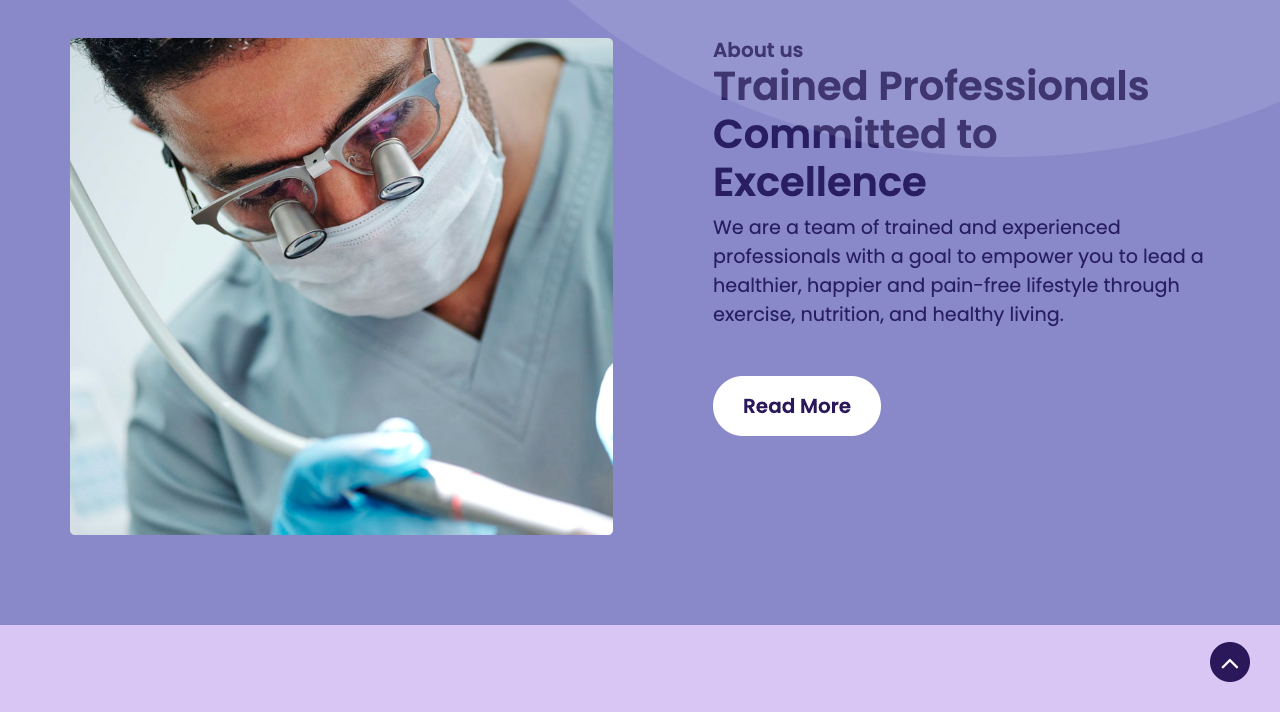 About us
Trained Professionals
Committed to
Excellence
We are a team of trained and experienced
professionals with a goal to empower you to lead a
healthier, happier and pain-free lifestyle through
exercise, nutrition, and healthy living.
Read More